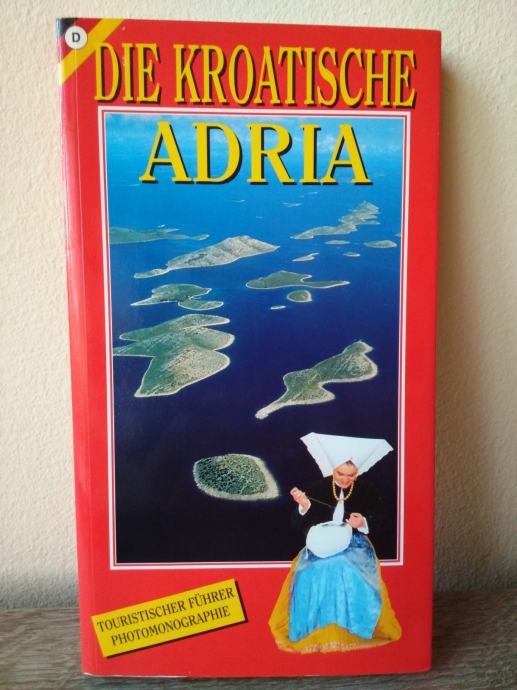 D
DIE KROATISCHE
ADRIA
TOURISTISCHER FÜHRER
PHOTOMONOGRAPHIE